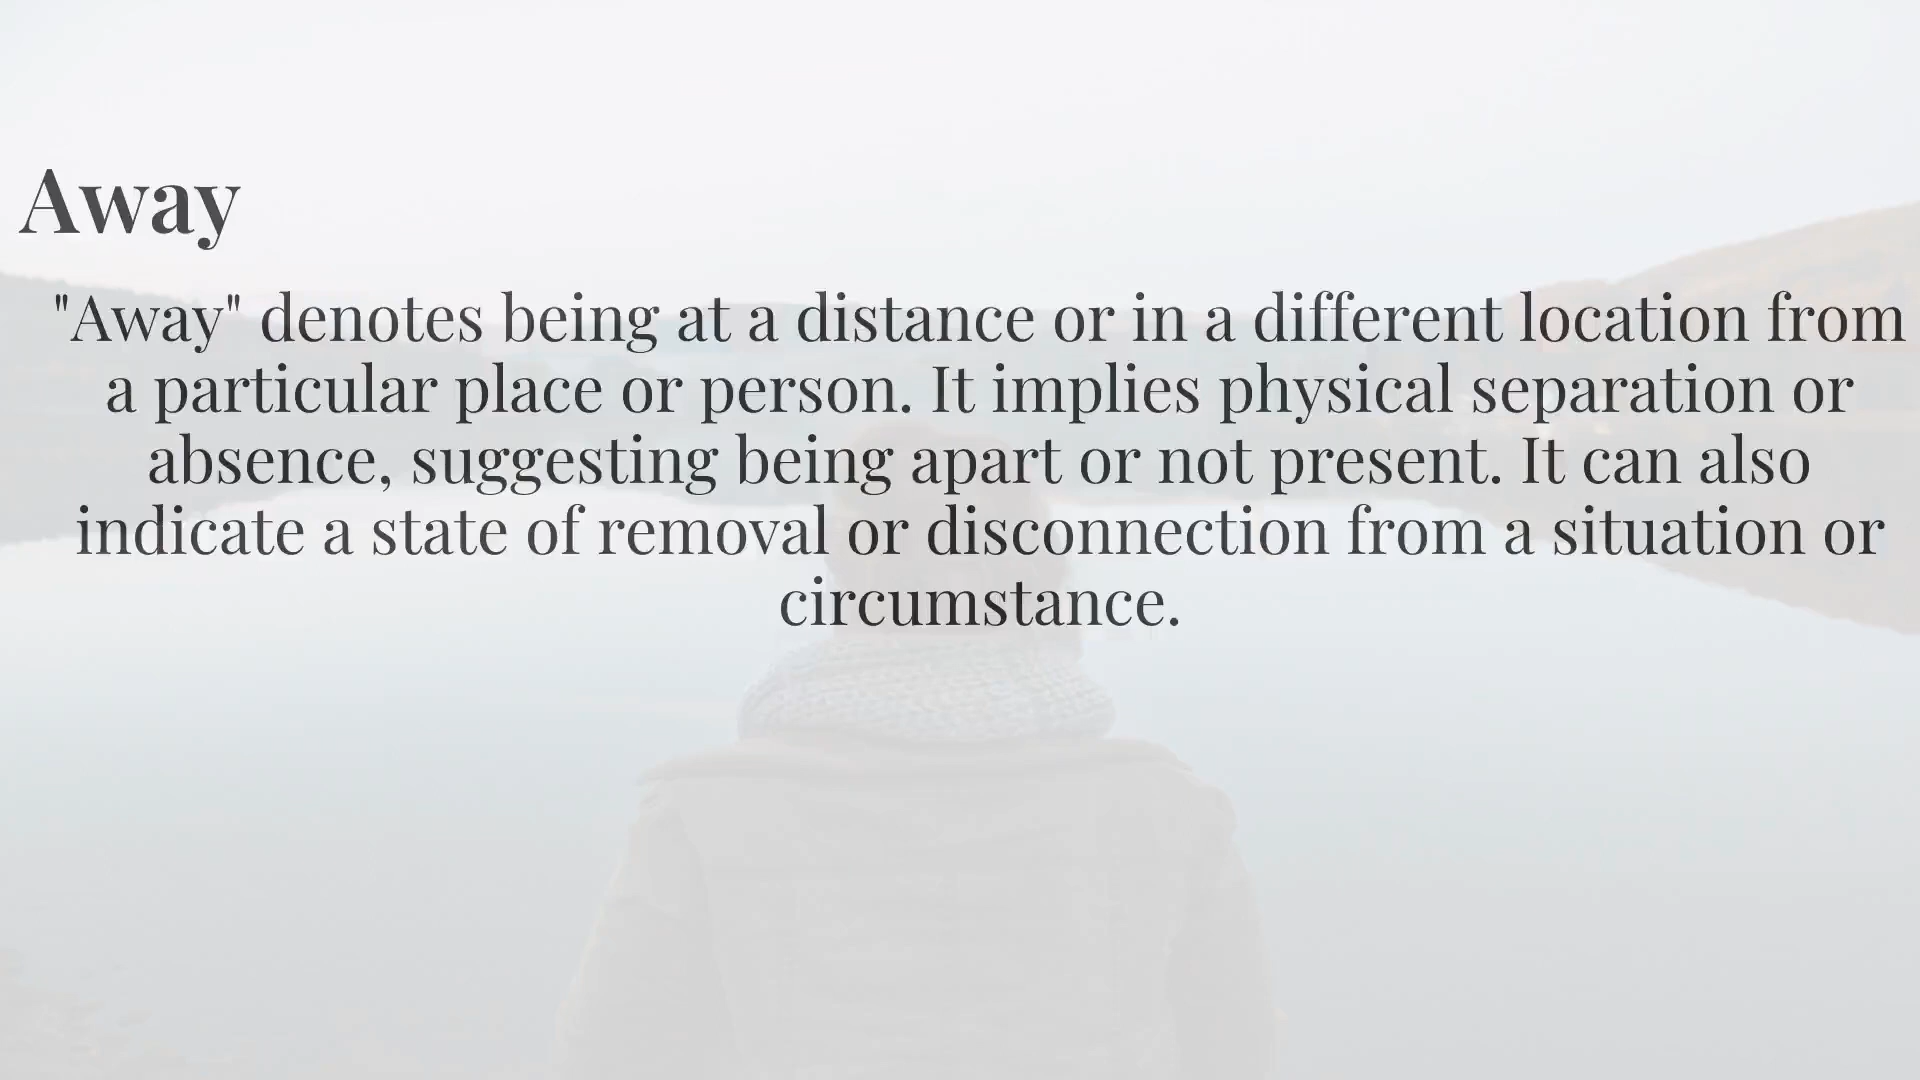 Away
"Away" denotes being at a distance or in a different location from
a particular place or person. It implies physical separation or
absence, suggesting being apart or not present. It can also
indicate a state of removal or disconnection from a situation or
circumstance.